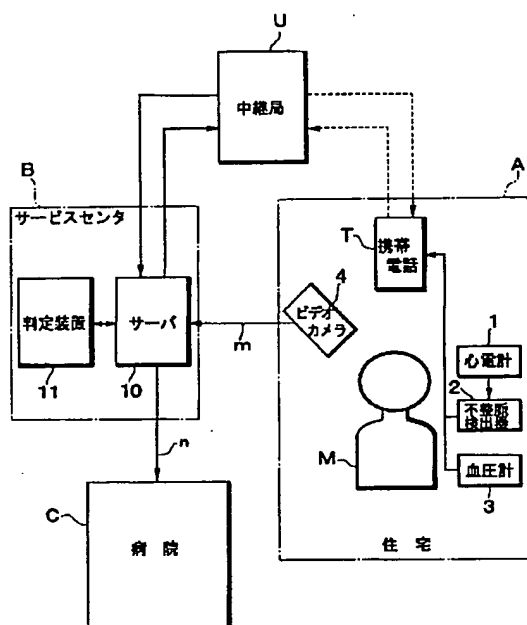 U
中継局
B
サービスセンタ
A
T
携帯
電話
4
ビデオ
カメラ
判定装置
サーバ
11
10
m
1
心電計
2
不整脈
検出器
M
血圧計
3
n
C
病院
住宅